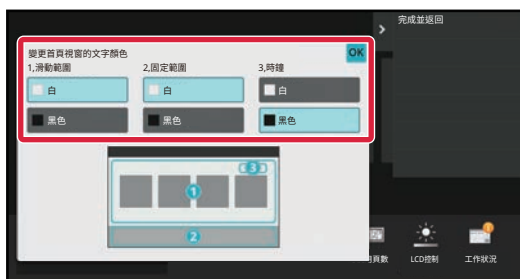 完成並返回
變更首頁視窗的文字顏色
OK
1,滑動範圍
2,固定範圍
3,時鐘
白
白
白
黑色
黑色
黑色
3
1
2
頁數
LCD控制
工作狀況